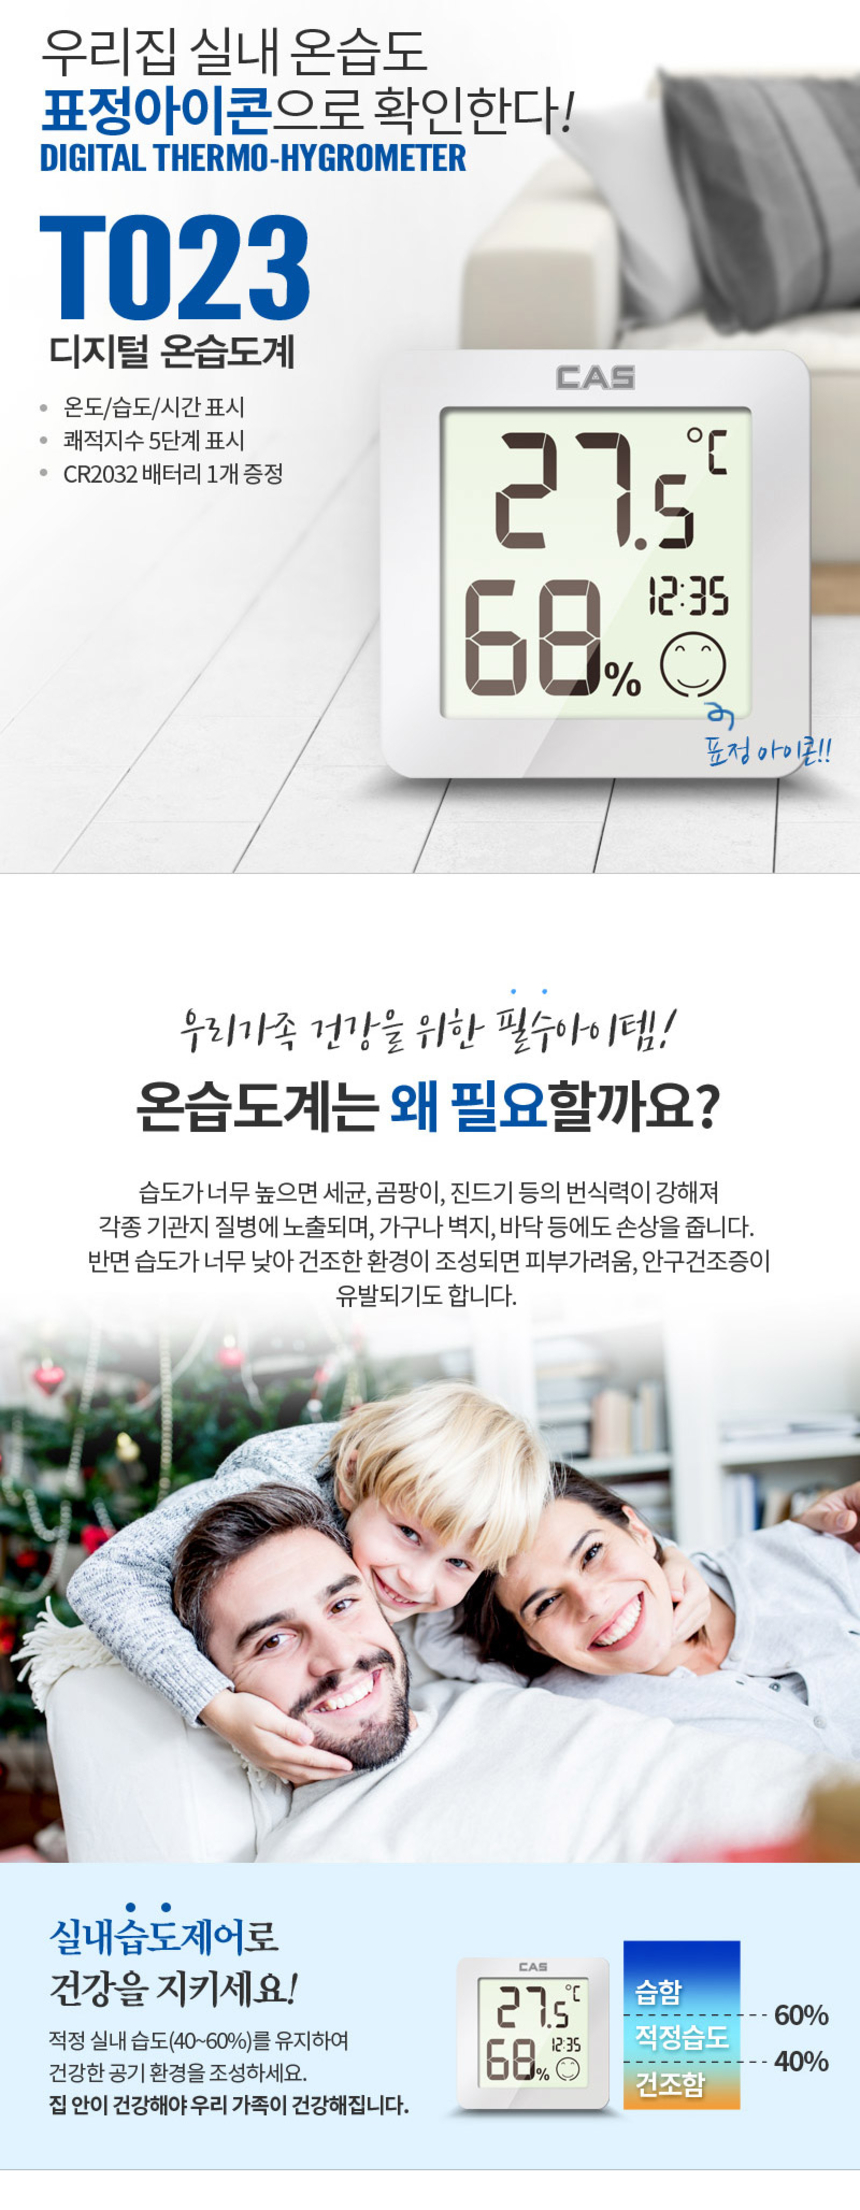 우리집 실내 온습도
표정아이콘으로 확인한다!
DIGITAL THERMO-HYGROMETER
T023
디지털 온습도계
온도/습도/시간 표시
쾌적지수 5단계 표시
CR2032 배터리 1개 증정
CAS
27.5 °C
12:35
68%
표정 아이콘!!
우리가족 건강을 위한 필수아이템!
온습도계는 왜 필요할까요?
습도가 너무 높으면 세균, 곰팡이, 진드기 등의 번식력이 강해져
각종 기관지 질병에 노출되며, 가구나 벽지, 바닥 등에도 손상을 줍니다.
반면 습도가 너무 낮아 건조한 환경이 조성되면 피부가려움, 안구건조증이
유발되기도 합니다.
실내습도제어로
건강을 지키세요!
적정 실내 습도(40~60%)를 유지하여
건강한 공기 환경을 조성하세요.
집 안이 건강해야 우리 가족이 건강해집니다.
CAS
27.5 °C
12:35
68%
습함
60%
적정습도
40%
건조함